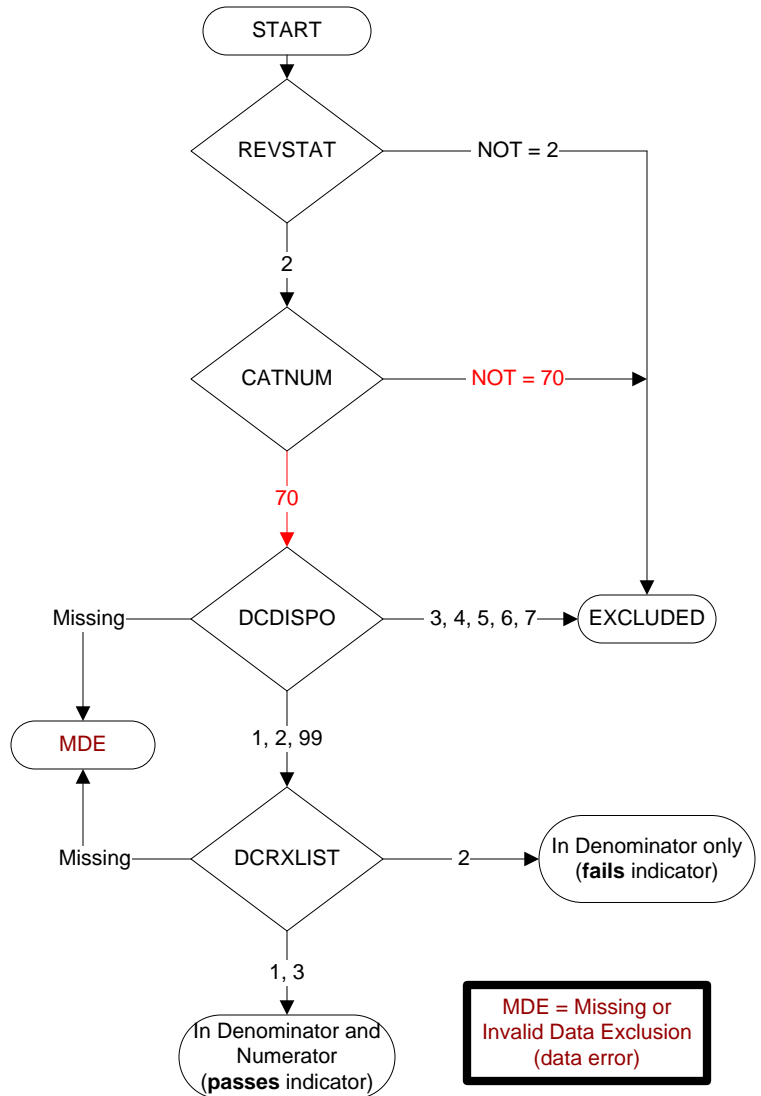 START
REVSTAT
NOT = 2
2
CATNUM
NOT = 70
70
Missing
DCDISPO
3, 4, 5, 6, 7
EXCLUDED
MDE
1, 2, 99
Missing
DCRXLIST
2
In Denominator only
(fails indicator)
1, 3
In Denominator and
Numerator
(passes indicator)
MDE = Missing or
Invalid Data Exclusion
(data error)